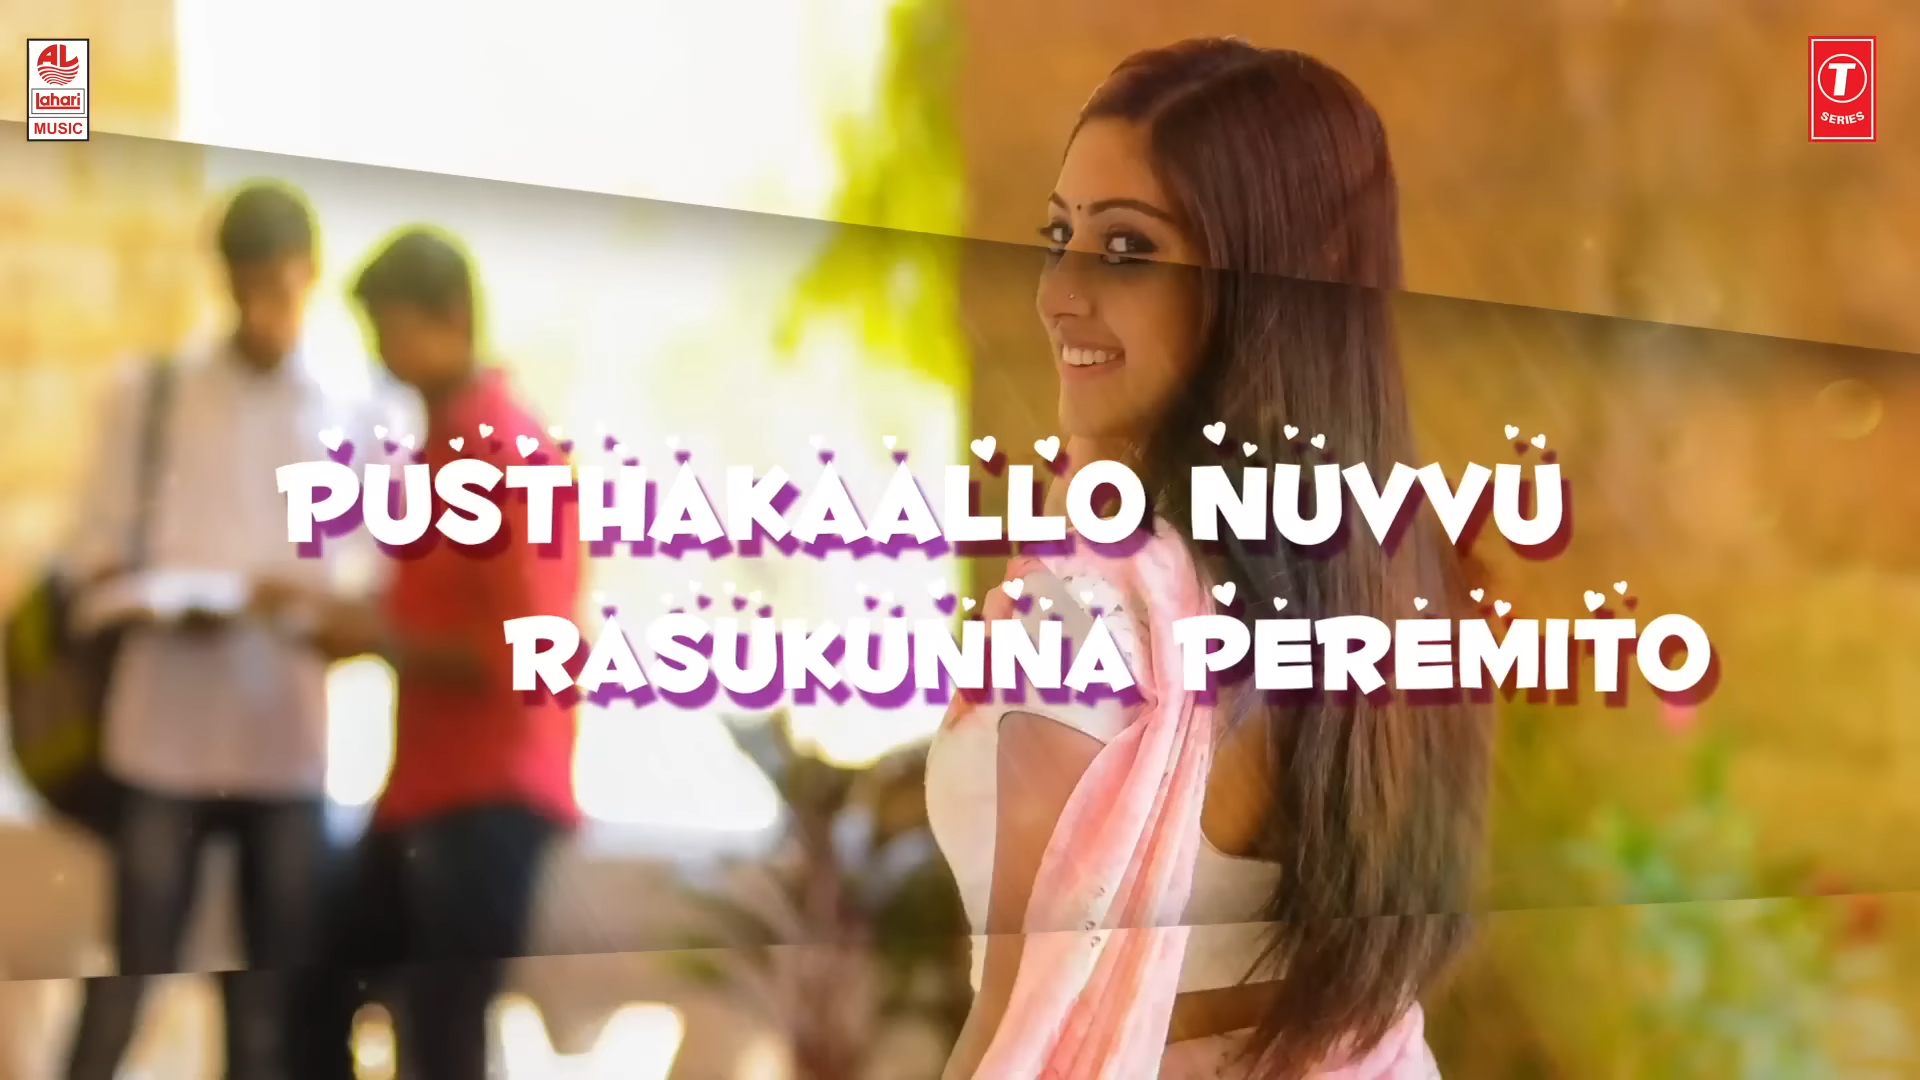 AL
lahari
MUSIC
T
SERIES
PUSTHAKAALLO NUVVU
RASUKUNNA PEREMITO